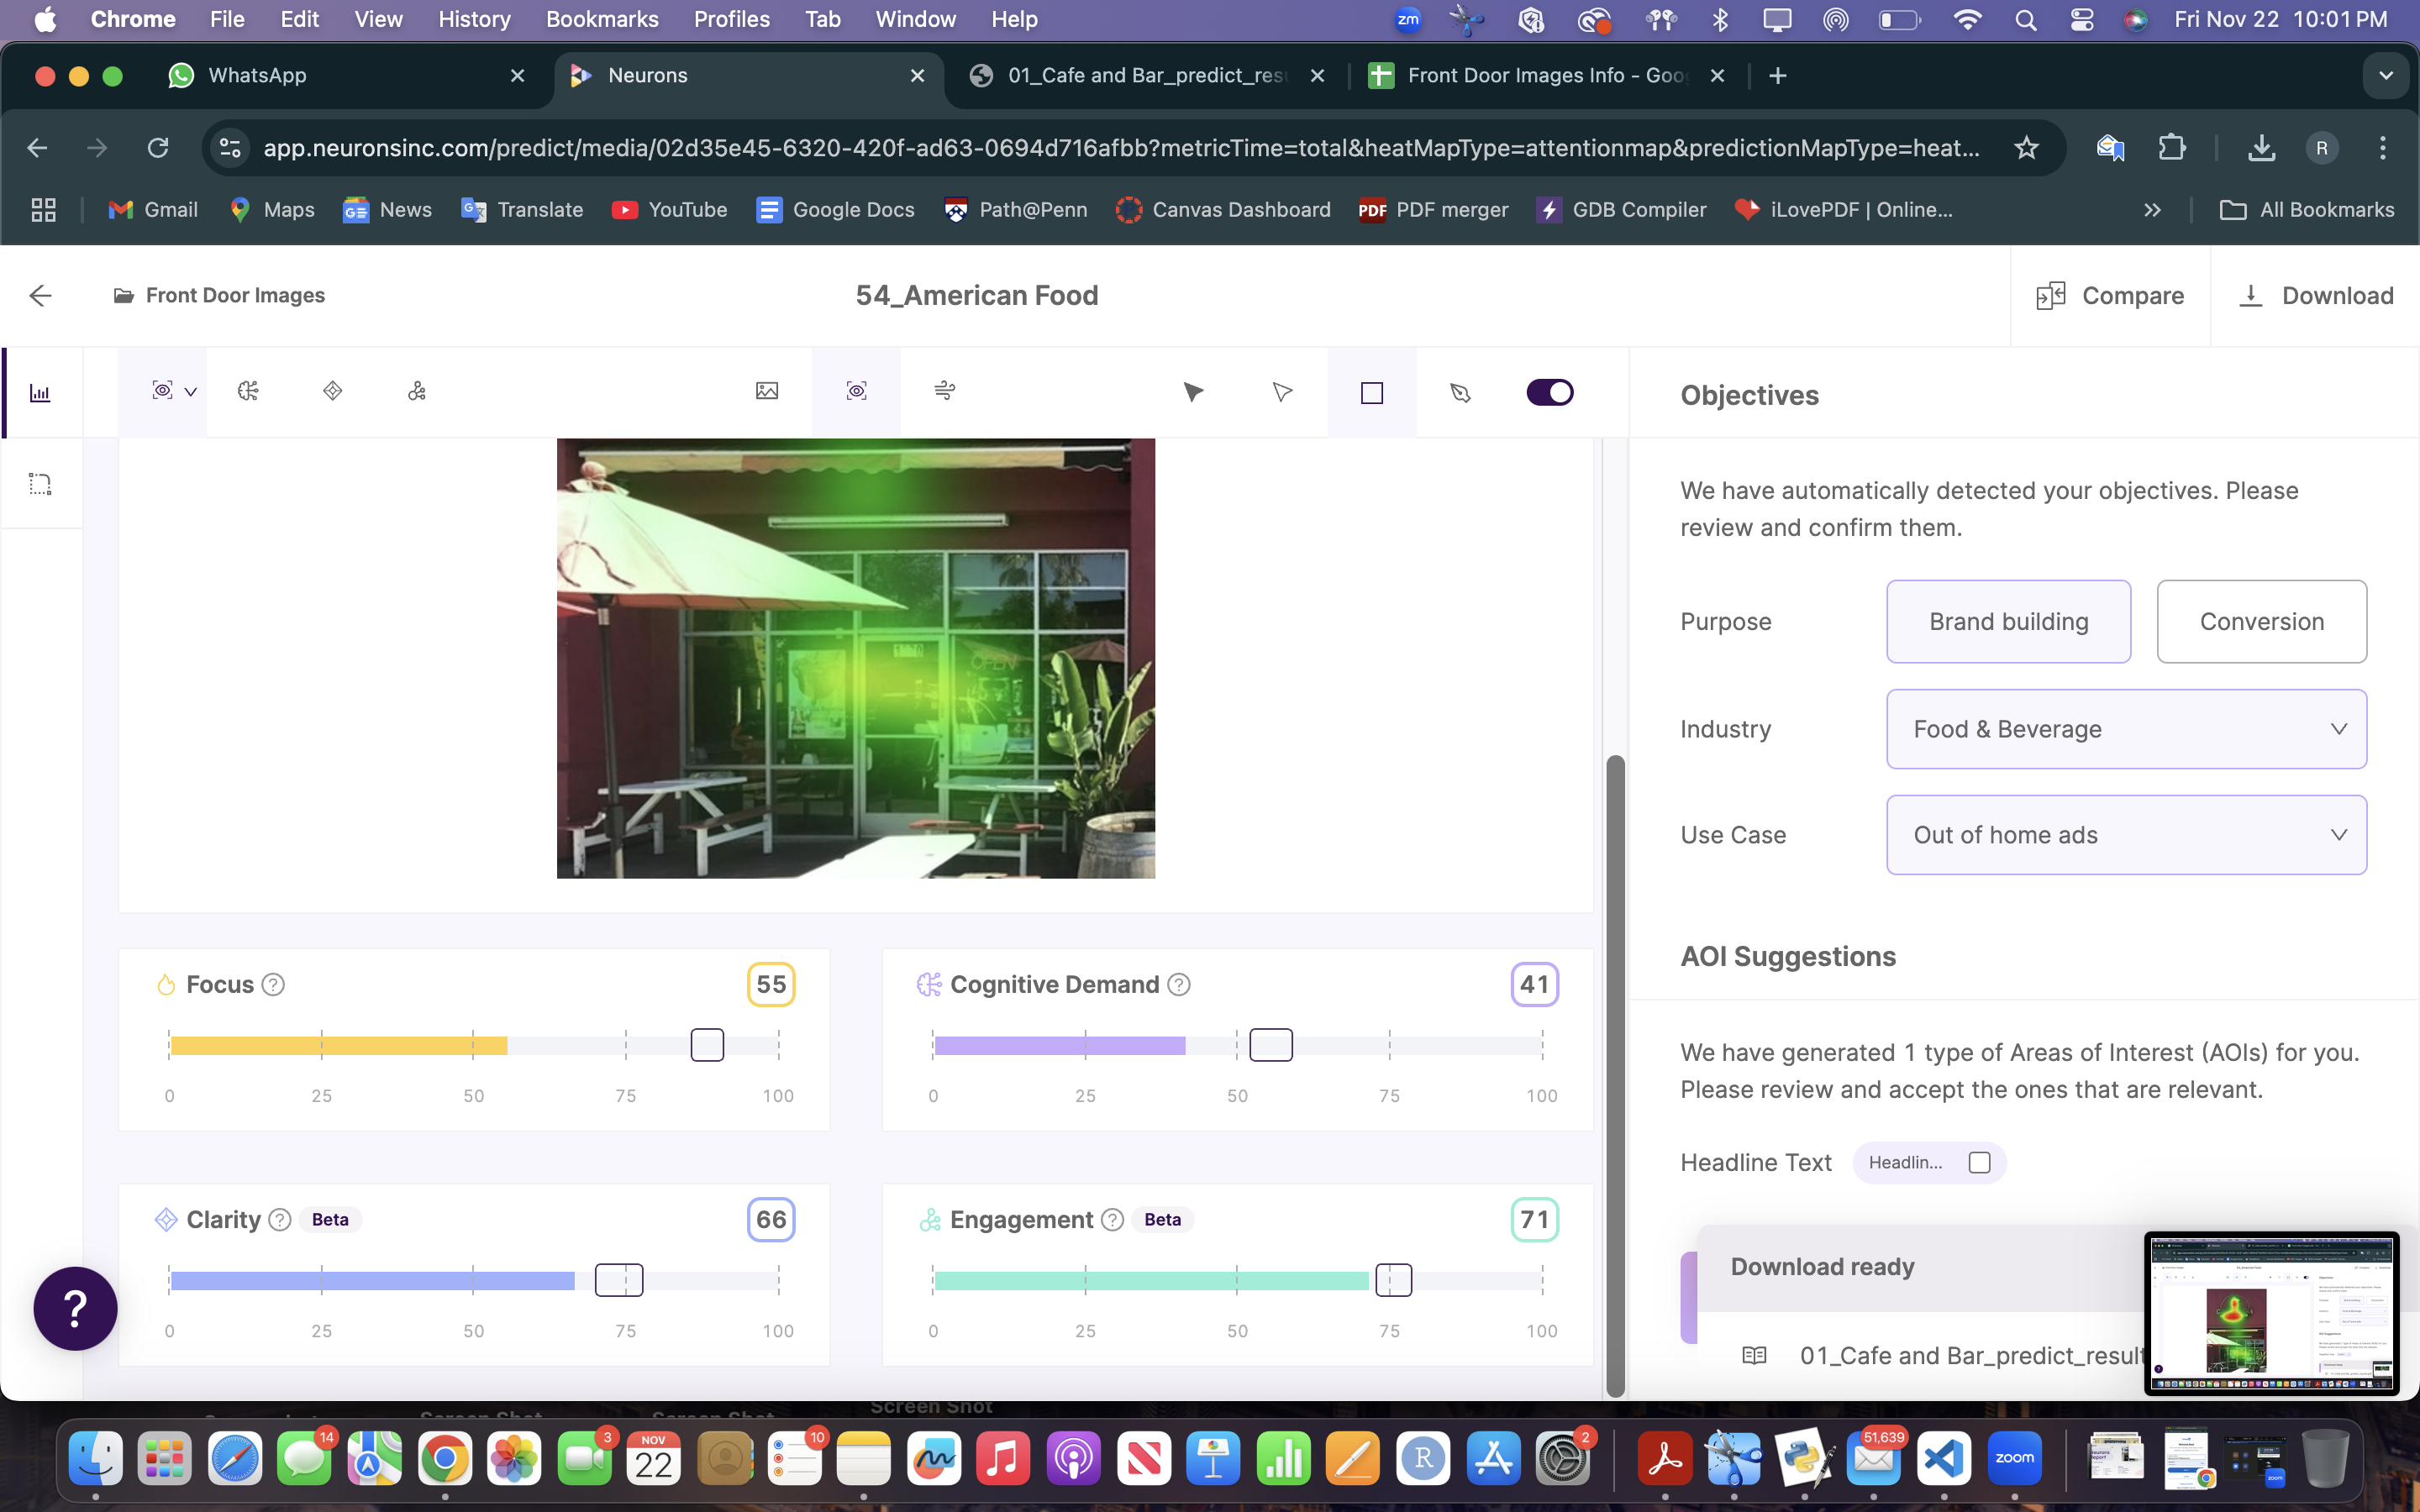 Chrome File Edit View History Bookmarks Profiles Tab Window Help zm Fri Nov 22 10:01 PM
WhatsApp Neurons 01_Cafe and Bar_predict_resu Front Door Images Info - Goo
app.neuronsinc.com/predict/media/02d35e45-6320-420f-ad63-0694d716afbb?metricTime=total&heatMapType=attentionmap&predictionMapType=heat... R
Gmail Maps News Translate YouTube Google Docs Path@Penn Canvas Dashboard PDF PDF merger GDB Compiler iLovePDF | Online... All Bookmarks
Front Door Images 54_American Food Compare Download
Objectives
We have automatically detected your objectives. Please
review and confirm them.
Purpose Brand building Conversion
Industry Food & Beverage
Use Case Out of home ads
OPEN
Focus ? 55
0 25 50 75 100
Cognitive Demand ? 41
0 25 50 75 100
Clarity ? Beta 66
0 25 50 75 100
Engagement ? Beta 71
0 25 50 75 100
AOI Suggestions
We have generated 1 type of Areas of Interest (AOIs) for you.
Please review and accept the ones that are relevant.
Headline Text Headlin...
Download ready
01_Cafe and Bar_predict_result
?
Screen Shot
14 3 NOV 22 10 R 2 51,639 zoom